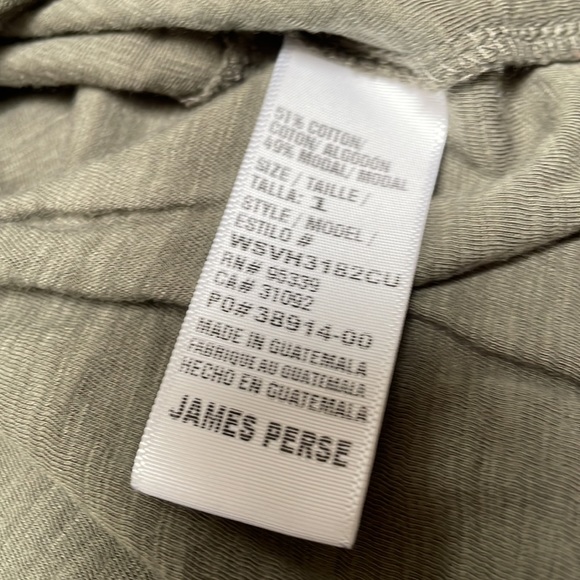 51% COTTON/
COTON/ ALGODÓN
49% MODAL/ MODAL
SIZE / TAILLE /
TALLA: 1
STYLE / MODEL /
ESTILO #
WSVH3182CU
RN# 95339
CA# 31092
PO# 38914-00
MADE IN GUATEMALA
FABRIQUE AU GUATEMALA
HECHO EN GUATEMALA
JAMES PERSE